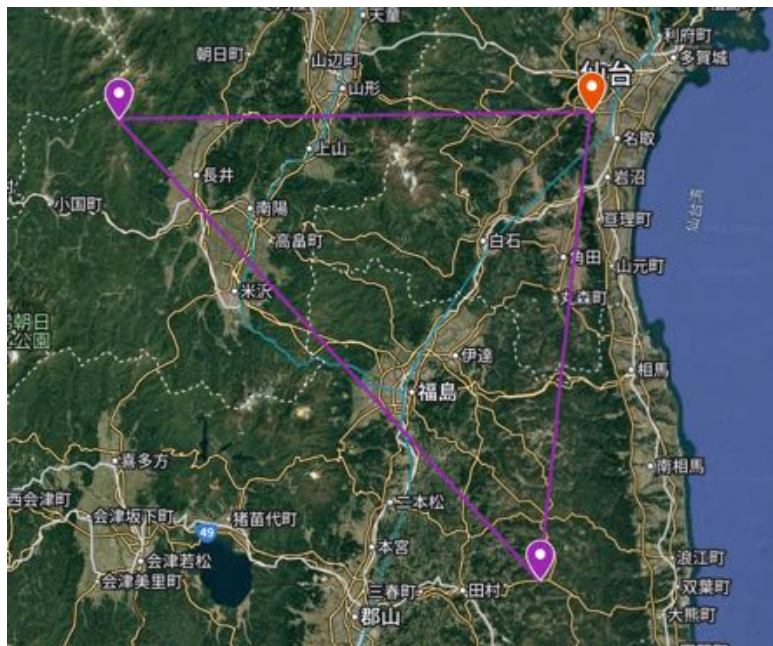 天童
利府町
朝日町
山辺町
多賀城
仙台
山形
名取
上山
長井
岩沼
小国町
南陽
亘理町
仙台湾
高畠町
白石
角田
山元町
米沢
丸森町
朝日
公園
伊達
相馬
福島
喜多方
南相馬
西会津町
二本松
会津坂下町
猪苗代町
49
本宮
会津若松
浪江町
会津美里町
三春町
田村
双葉町
大熊町
郡山